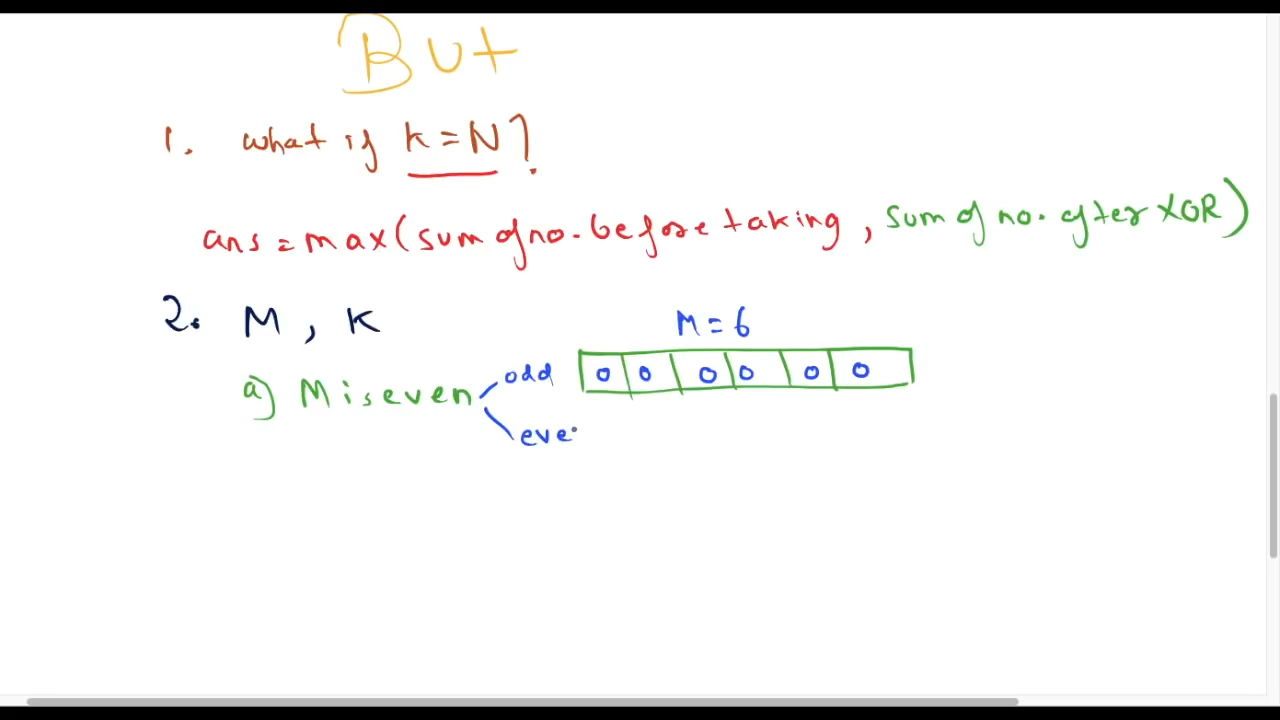 But
1. what if k=N?
ans = max(sum of no. before taking, sum of no. after XOR)
2. M, K
M = 6
odd 0 0 0 0 0 0
a) M is even
eve